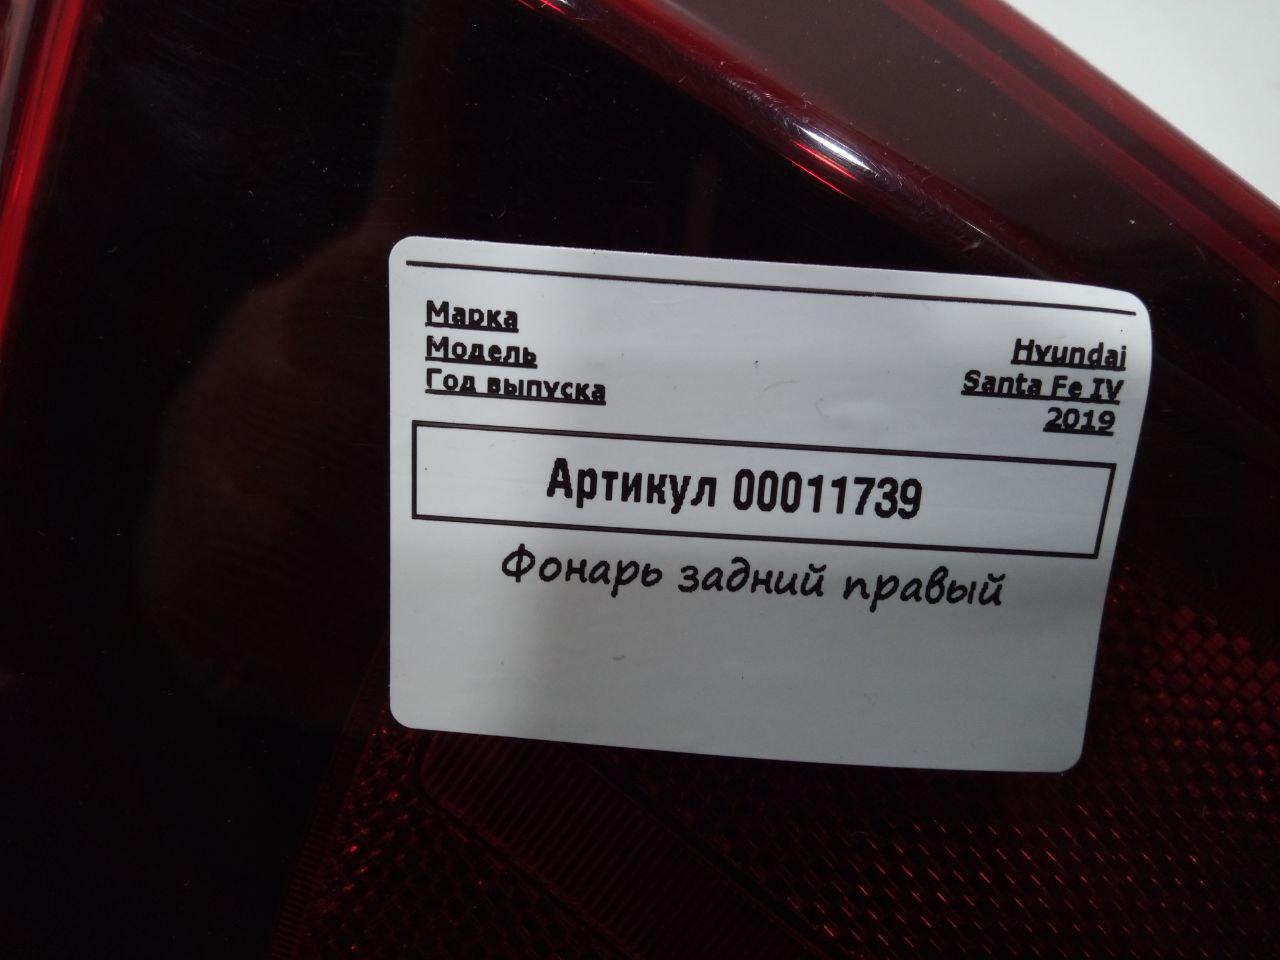 Марка Hyundai
Модель Santa Fe IV
Год выпуска 2019
Артикул 00011739
Фонарь задний правый